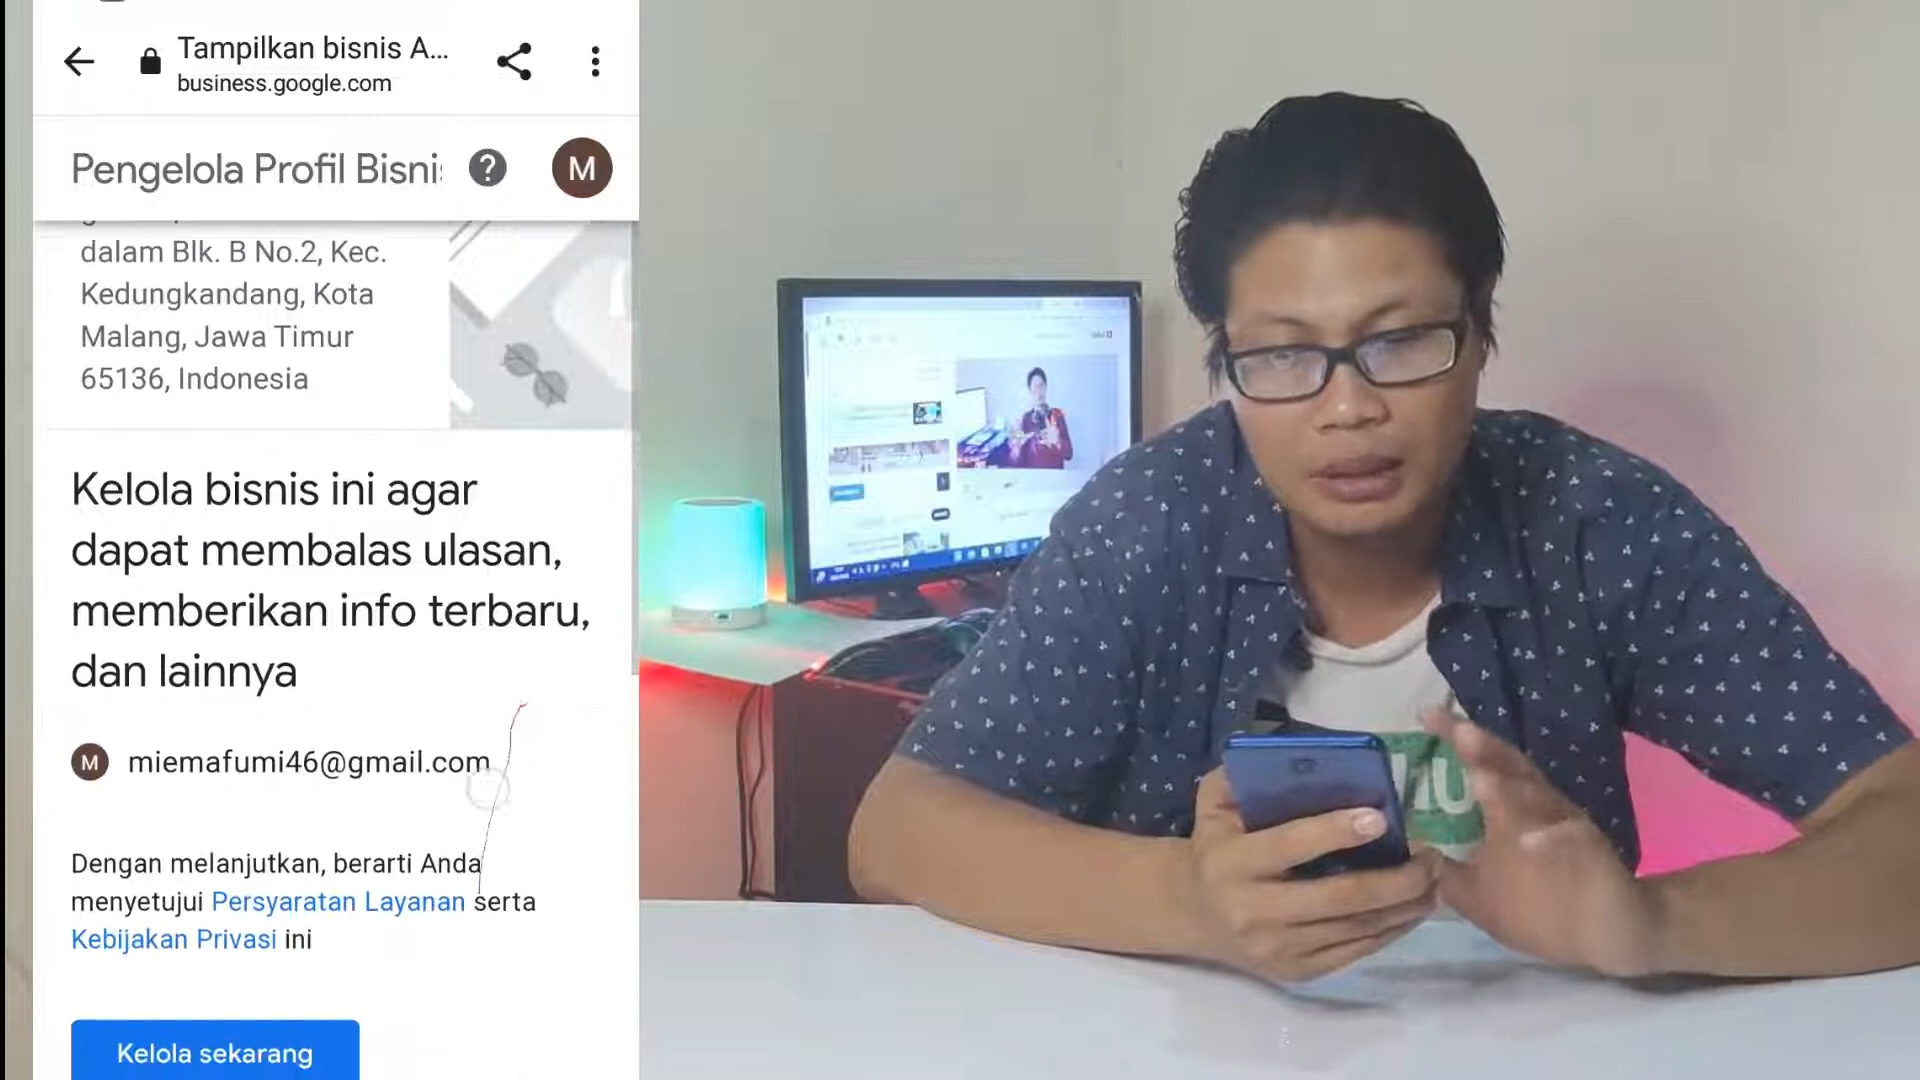 Tampilkan bisnis A...
business.google.com
Pengelola Profil Bisnis
M
dalam Blk. B No.2, Kec.
Kedungkandang, Kota
Malang, Jawa Timur
65136, Indonesia
Kelola bisnis ini agar
dapat membalas ulasan,
memberikan info terbaru,
dan lainnya
M miemafumi46@gmail.com
Dengan melanjutkan, berarti Anda
menyetujui Persyaratan Layanan serta
Kebijakan Privasi ini
Kelola sekarang